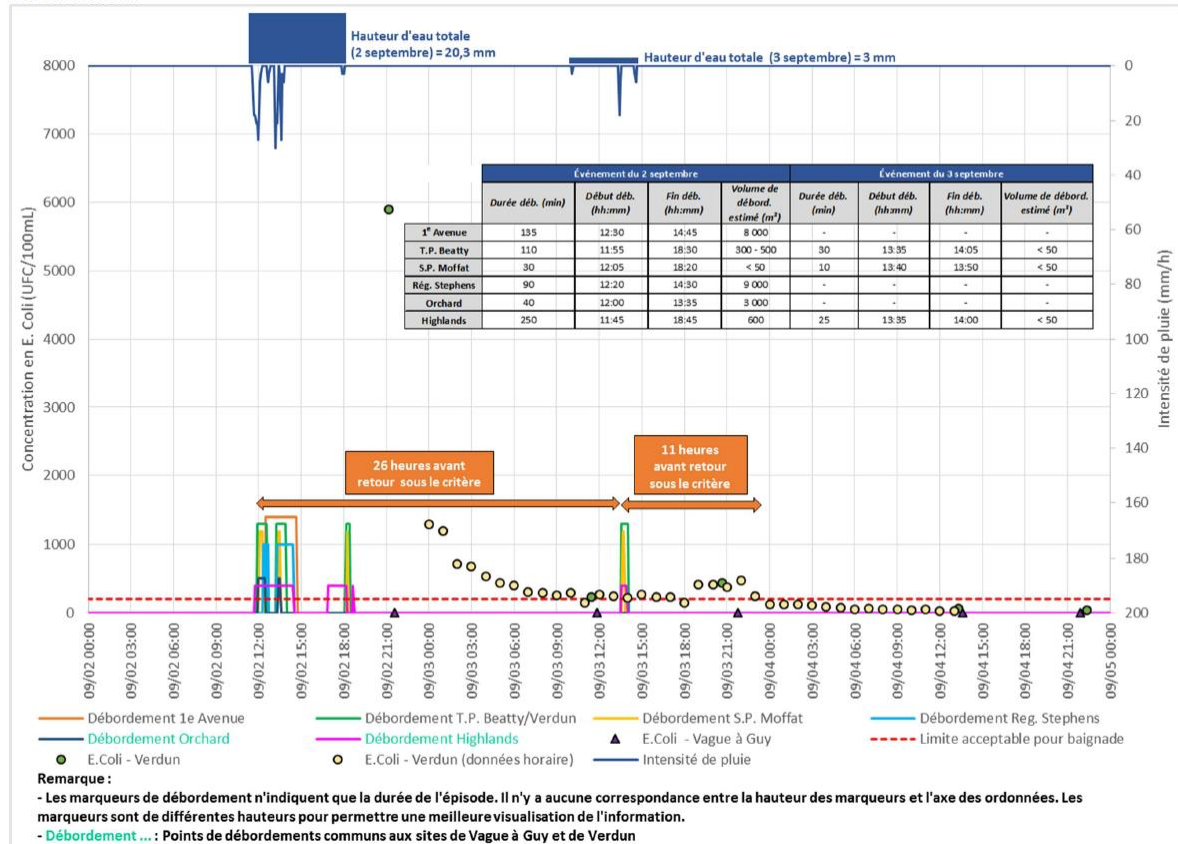 Hauteur d'eau totale
(2 septembre) = 20,3 mm
Hauteur d'eau totale (3 septembre) = 3 mm
8000
7000
6000
5000
4000
3000
2000
1000
0
Concentration en E. Coli (UFC/100mL)
0
20
40
60
80
100
120
140
160
180
200
Intensité de pluie (mm/h)
Événement du 2 septembre Événement du 3 septembre
Durée déb. (min) Début déb. (hh:mm) Fin déb. (hh:mm) Volume de débord. estimé (m³) Durée déb. (min) Début déb. (hh:mm) Fin déb. (hh:mm) Volume de débord. estimé (m³)
1e Avenue 135 12:30 14:45 8 000 - - - -
T.P. Beatty 110 11:55 18:30 300 - 500 30 13:35 14:05 < 50
S.P. Moffat 30 12:05 18:20 < 50 10 13:40 13:50 < 50
Rég. Stephens 90 12:20 14:30 9 000 - - - -
Orchard 40 12:00 13:35 3 000 - - - -
Highlands 250 11:45 18:45 600 25 13:35 14:00 < 50
26 heures avant
retour sous le critère
11 heures
avant retour
sous le critère
09/02 00:00
09/02 03:00
09/02 06:00
09/02 09:00
09/02 12:00
09/02 15:00
09/02 18:00
09/02 21:00
09/03 00:00
09/03 03:00
09/03 06:00
09/03 09:00
09/03 12:00
09/03 15:00
09/03 18:00
09/03 21:00
09/04 00:00
09/04 03:00
09/04 06:00
09/04 09:00
09/04 12:00
09/04 15:00
09/04 18:00
09/04 21:00
09/05 00:00
Débordement 1e Avenue Débordement T.P. Beatty/Verdun Débordement S.P. Moffat Débordement Reg. Stephens
Débordement Orchard Débordement Highlands E.Coli - Vague à Guy Limite acceptable pour baignade
E.Coli - Verdun E.Coli - Verdun (données horaire) Intensité de pluie
Remarque :
- Les marqueurs de débordement n'indiquent que la durée de l'épisode. Il n'y a aucune correspondance entre la hauteur des marqueurs et l'axe des ordonnées. Les
marqueurs sont de différentes hauteurs pour permettre une meilleure visualisation de l'information.
- Débordement ... : Points de débordements communs aux sites de Vague à Guy et de Verdun